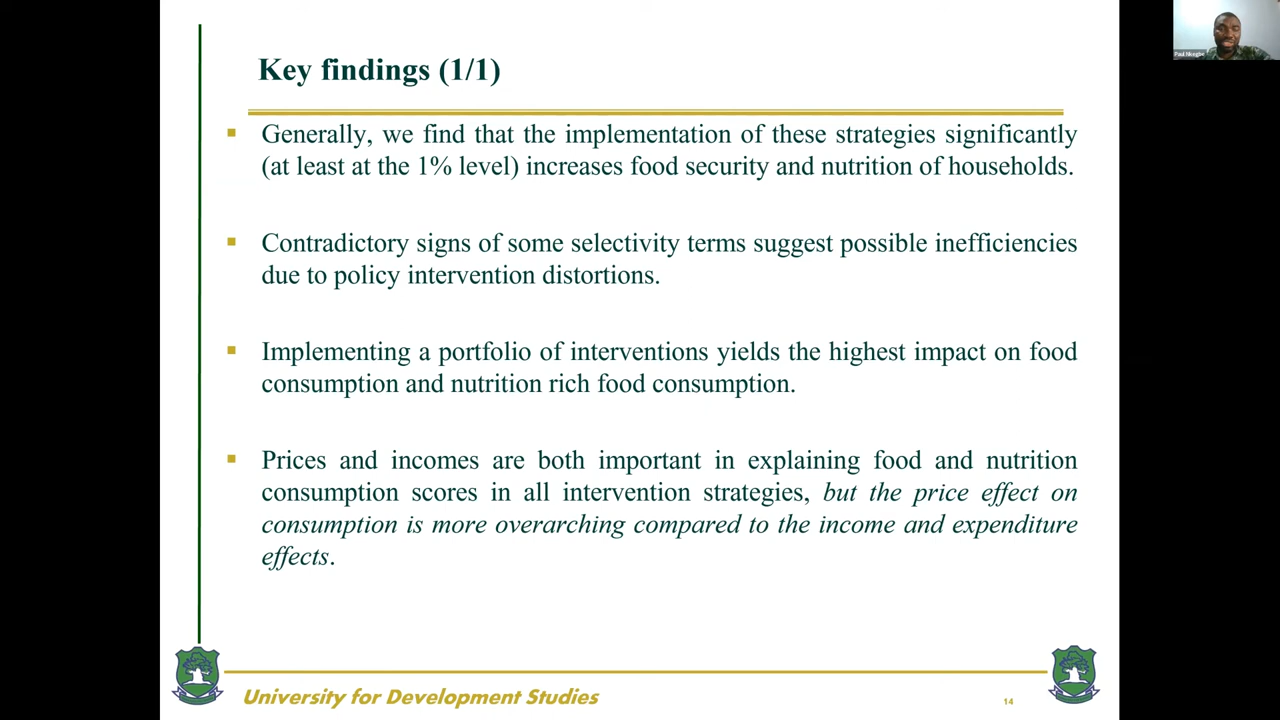 Key findings (1/1)
Generally, we find that the implementation of these strategies significantly
(at least at the 1% level) increases food security and nutrition of households.
Contradictory signs of some selectivity terms suggest possible inefficiencies
due to policy intervention distortions.
Implementing a portfolio of interventions yields the highest impact on food
consumption and nutrition rich food consumption.
Prices and incomes are both important in explaining food and nutrition
consumption scores in all intervention strategies, but the price effect on
consumption is more overarching compared to the income and expenditure
effects.
University for Development Studies
14